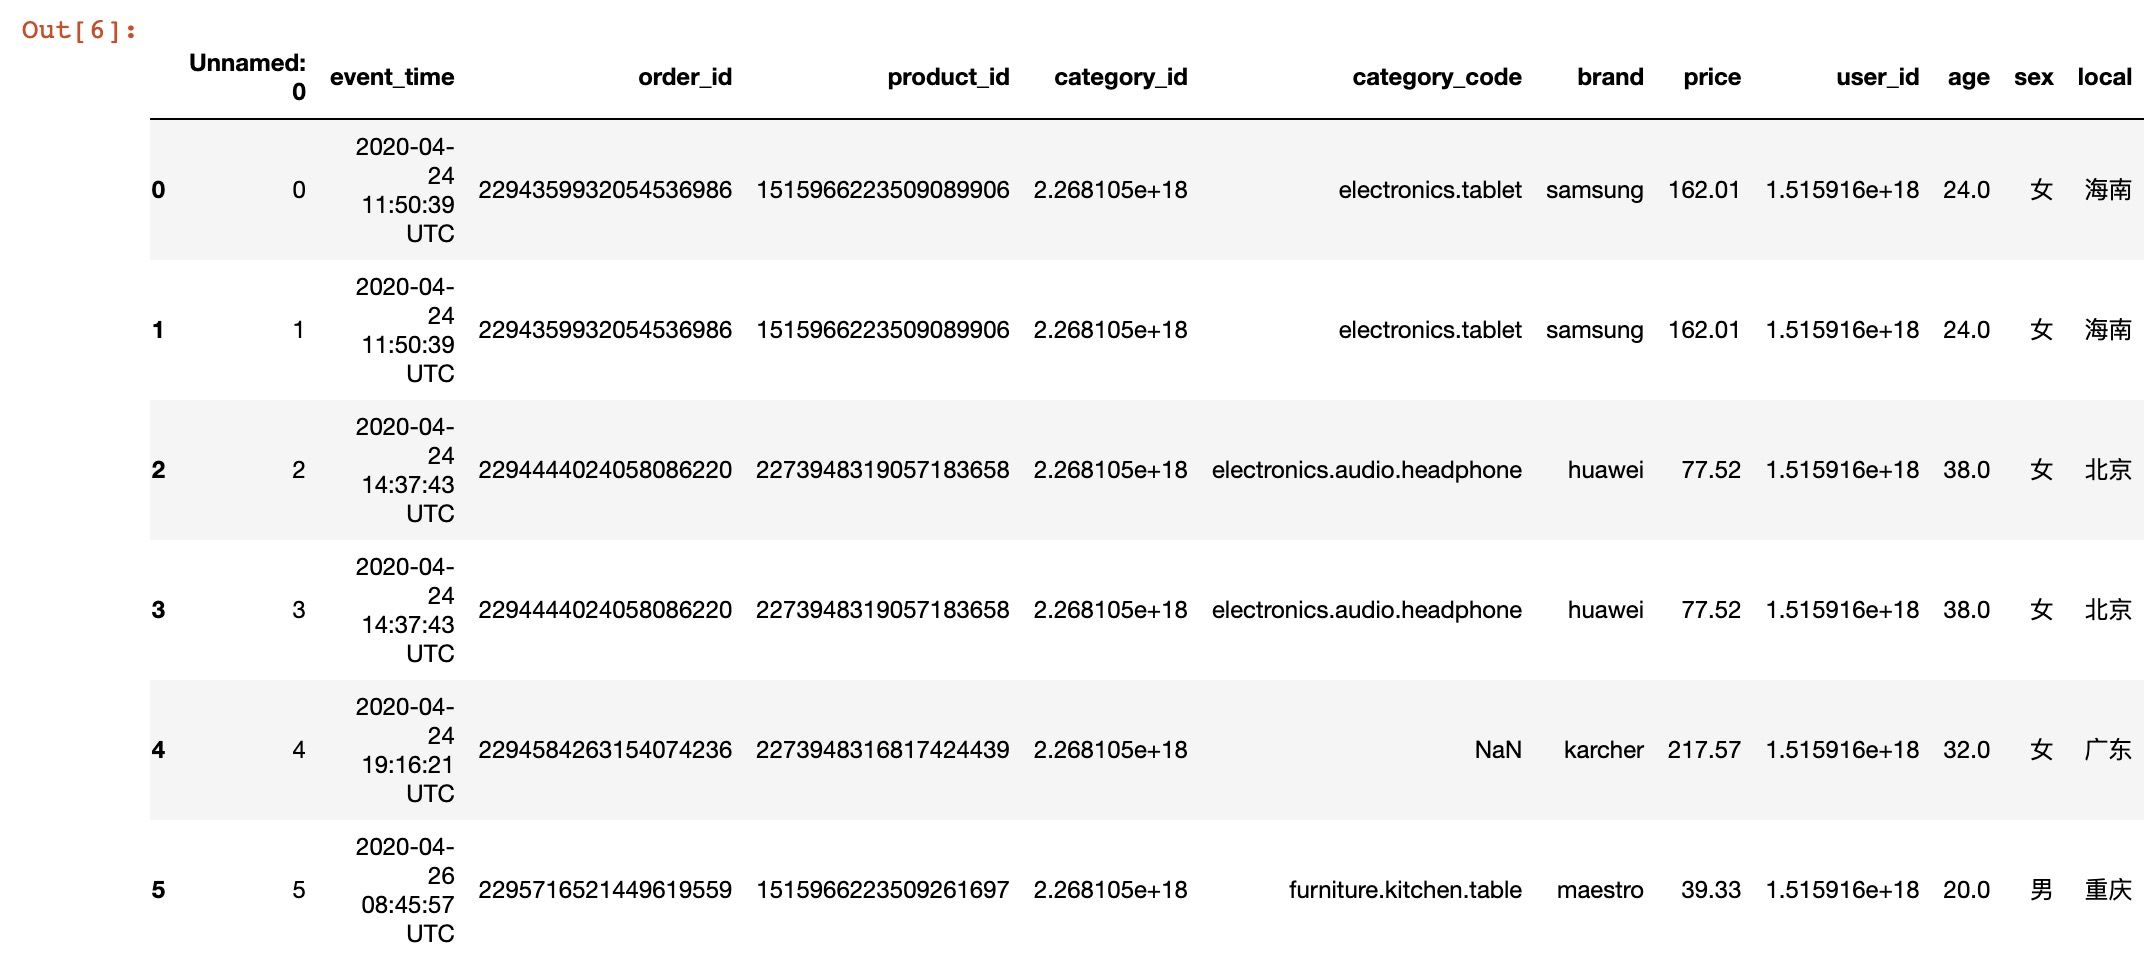 Out[6]:
Unnamed: 0 event_time order_id product_id category_id category_code brand price user_id age sex local
0 0 2020-04-24 11:50:39 UTC 2294359932054536986 1515966223509089906 2.268105e+18 electronics.tablet samsung 162.01 1.515916e+18 24.0 女 海南
1 1 2020-04-24 11:50:39 UTC 2294359932054536986 1515966223509089906 2.268105e+18 electronics.tablet samsung 162.01 1.515916e+18 24.0 女 海南
2 2 2020-04-24 14:37:43 UTC 2294444024058086220 2273948319057183658 2.268105e+18 electronics.audio.headphone huawei 77.52 1.515916e+18 38.0 女 北京
3 3 2020-04-24 14:37:43 UTC 2294444024058086220 2273948319057183658 2.268105e+18 electronics.audio.headphone huawei 77.52 1.515916e+18 38.0 女 北京
4 4 2020-04-24 19:16:21 UTC 2294584263154074236 2273948316817424439 2.268105e+18 NaN karcher 217.57 1.515916e+18 32.0 女 广东
5 5 2020-04-26 08:45:57 UTC 2295716521449619559 1515966223509261697 2.268105e+18 furniture.kitchen.table maestro 39.33 1.515916e+18 20.0 男 重庆